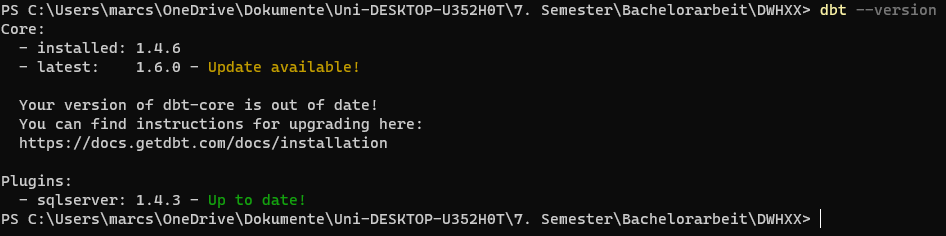 PS C:\Users\marcs\OneDrive\Dokumente\Uni-DESKTOP-U352H0T\7. Semester\Bachelorarbeit\DWHXX> dbt --version
Core:
  - installed: 1.4.6
  - latest:    1.6.0 - Update available!

  Your version of dbt-core is out of date!
  You can find instructions for upgrading here:
  https://docs.getdbt.com/docs/installation

Plugins:
  - sqlserver: 1.4.3 - Up to date!
PS C:\Users\marcs\OneDrive\Dokumente\Uni-DESKTOP-U352H0T\7. Semester\Bachelorarbeit\DWHXX>